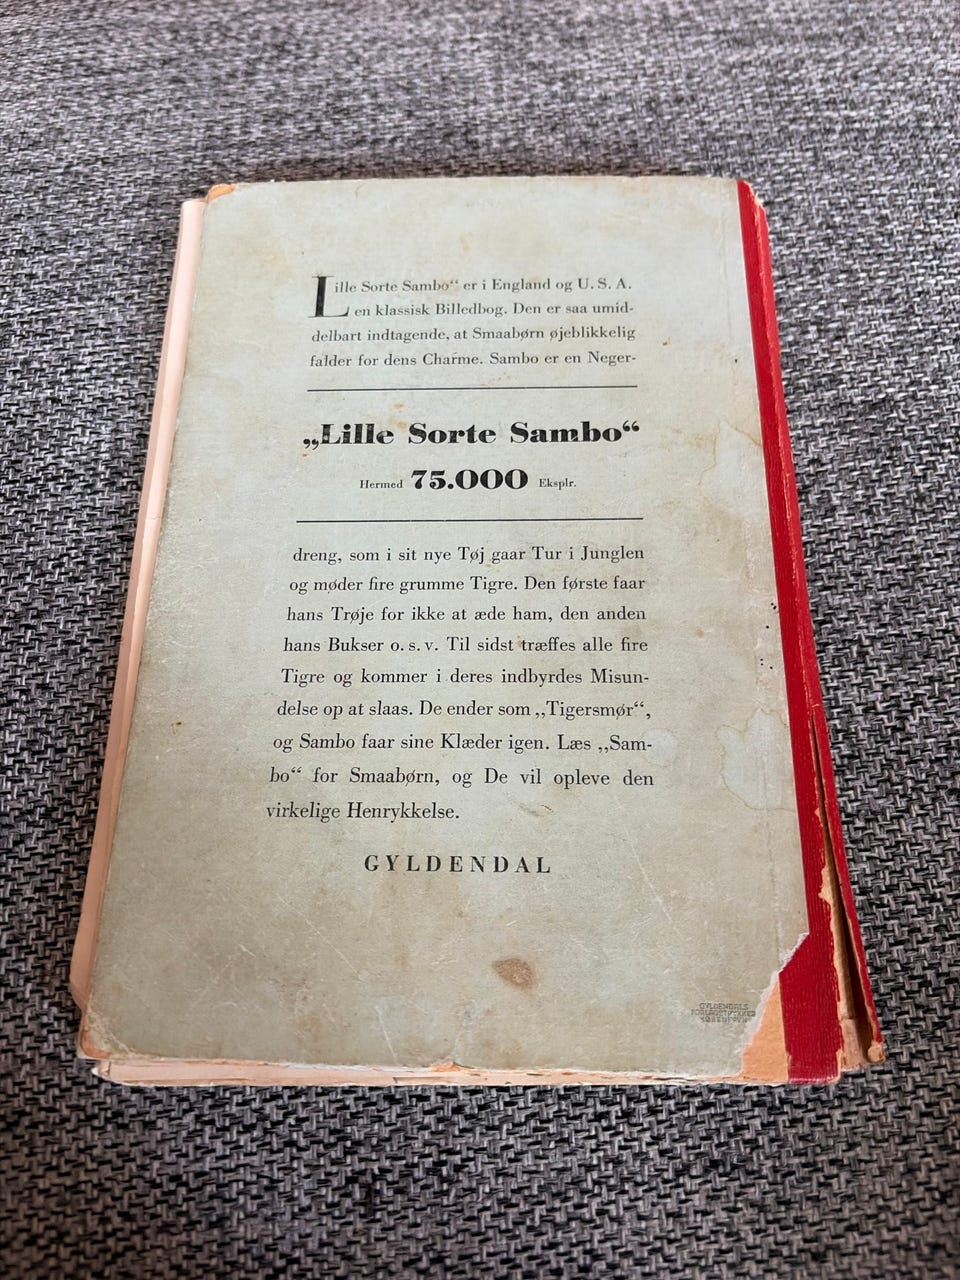 Lille Sorte Sambo“ er i England og U. S. A.
en klassisk Billedbog. Den er saa umid-
delbart indtagende, at Smaabørn øjeblikkelig
falder for dens Charme. Sambo er en Neger-
„Lille Sorte Sambo“
Hermed 75.000 Eksplr.
dreng, som i sit nye Tøj gaar Tur i Junglen
og møder fire grumme Tigre. Den første faar
hans Trøje for ikke at æde ham, den anden
hans Bukser o. s. v. Til sidst træffes alle fire
Tigre og kommer i deres indbyrdes Misun-
delse op at slaas. De ender som „Tigersmør“,
og Sambo faar sine Klæder igen. Læs „Sam-
bo“ for Smaabørn, og De vil opleve den
virkelige Henrykkelse.
GYLDENDAL
GYLDENDALS